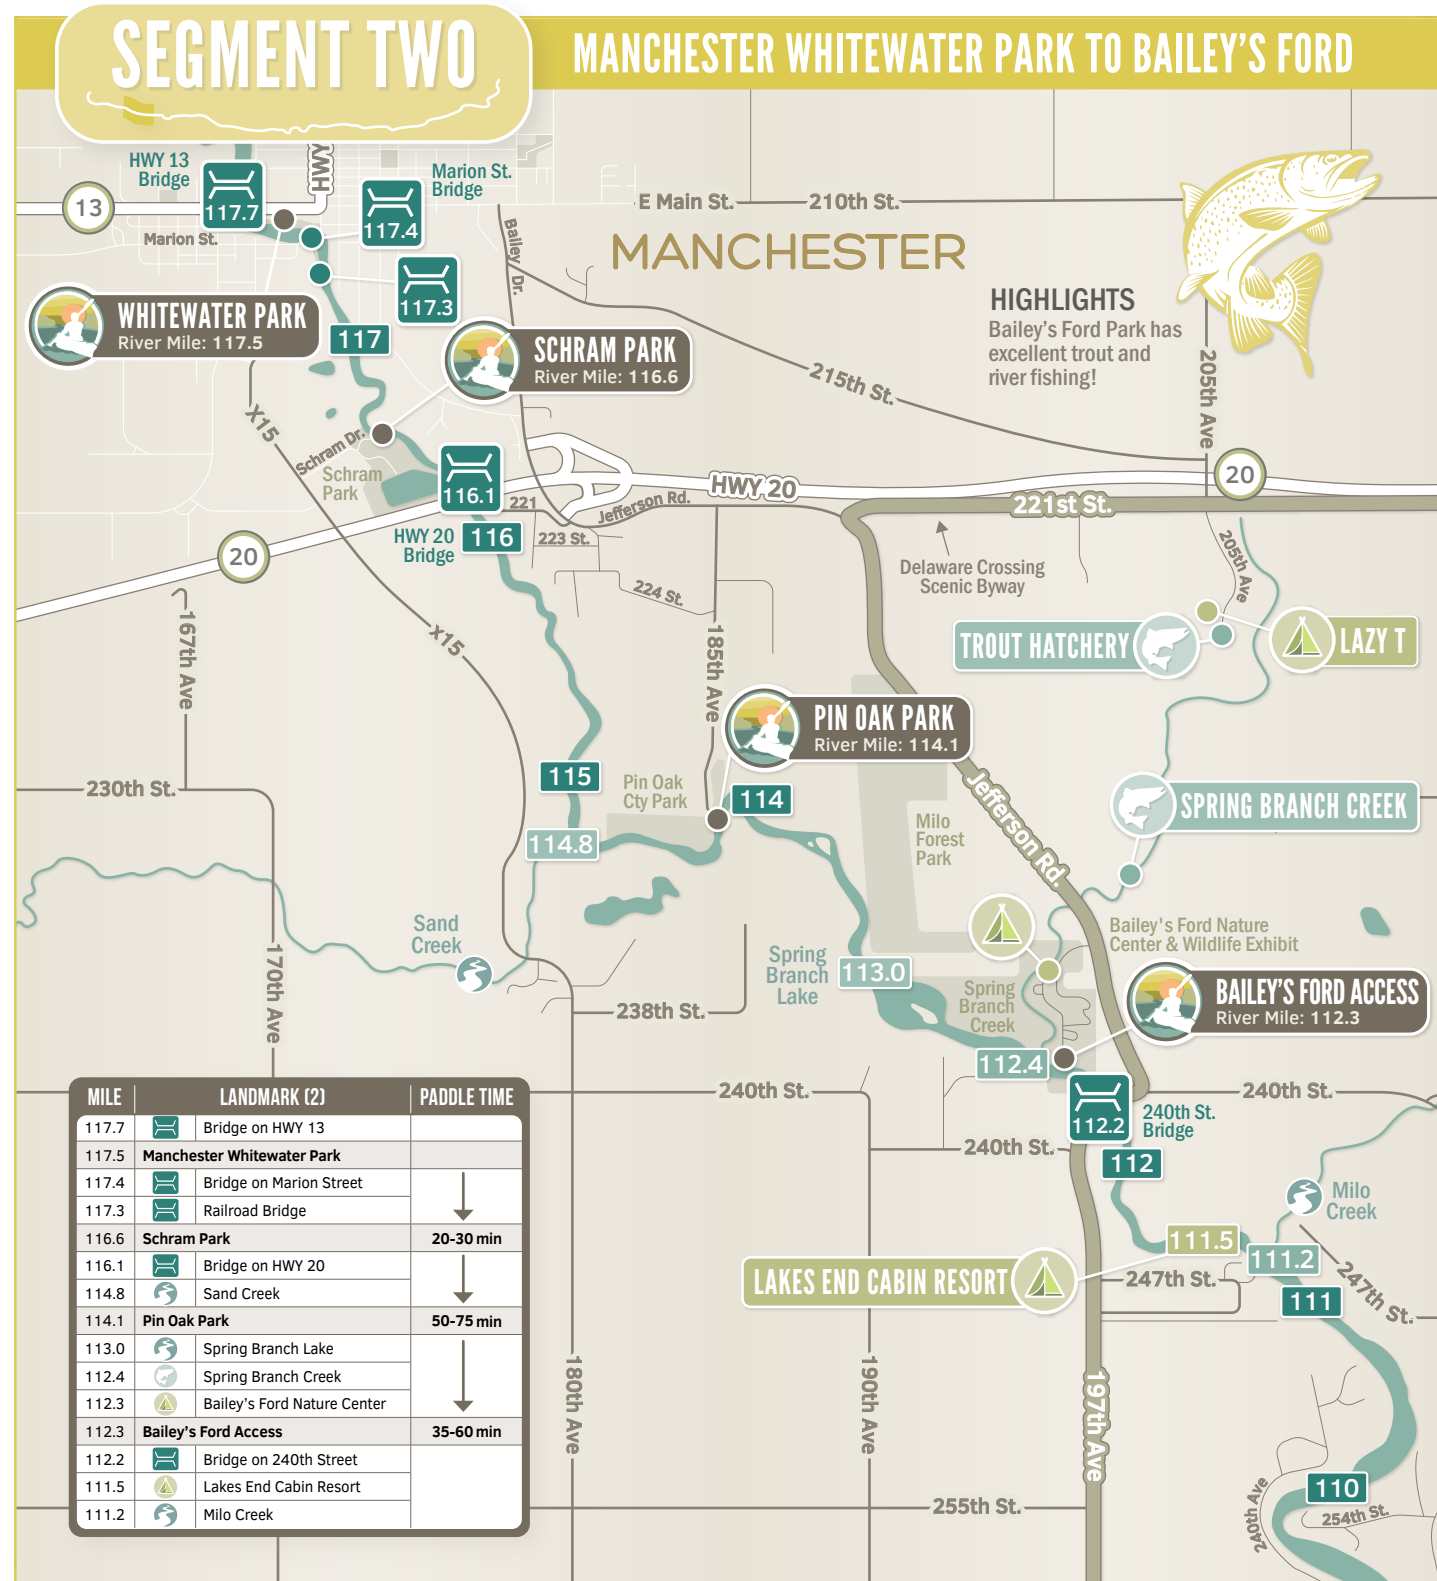 SEGMENT TWO
MANCHESTER WHITEWATER PARK TO BAILEY'S FORD
HWY 13
Bridge
117.7
HWY
Marion St.
Bridge
117.4
13
Marion St.
E Main St.
210th St.
MANCHESTER
Bailey Dr.
117.3
WHITEWATER PARK
River Mile: 117.5
117
SCHRAM PARK
River Mile: 116.6
HIGHLIGHTS
Bailey's Ford Park has
excellent trout and
river fishing!
215th St.
205th Ave
X15
Schram Dr.
Schram
Park
116.1
HWY 20
20
221
Jefferson Rd.
221st St.
HWY 20
Bridge
116
223 St.
20
Delaware Crossing
Scenic Byway
205th Ave
224 St.
167th Ave
X15
185th Ave
TROUT HATCHERY
LAZY T
PIN OAK PARK
River Mile: 114.1
230th St.
115
Pin Oak
Cty Park
114
Jefferson Rd.
SPRING BRANCH CREEK
114.8
Milo
Forest
Park
Sand
Creek
170th Ave
Spring
Branch
Lake
113.0
Bailey's Ford Nature
Center & Wildlife Exhibit
Spring
Branch
Creek
BAILEY'S FORD ACCESS
River Mile: 112.3
238th St.
112.4
240th St.
240th St.
112.2
240th St.
Bridge
240th St.
112
Milo
Creek
111.5
111.2
LAKES END CABIN RESORT
247th St.
247th St.
111
180th Ave
190th Ave
197th Ave
110
254th St.
240th Ave
255th St.
MILE LANDMARK (2) PADDLE TIME
117.7 Bridge on HWY 13
117.5 Manchester Whitewater Park
117.4 Bridge on Marion Street
117.3 Railroad Bridge
116.6 Schram Park 20-30 min
116.1 Bridge on HWY 20
114.8 Sand Creek
114.1 Pin Oak Park 50-75 min
113.0 Spring Branch Lake
112.4 Spring Branch Creek
112.3 Bailey's Ford Nature Center
112.3 Bailey's Ford Access 35-60 min
112.2 Bridge on 240th Street
111.5 Lakes End Cabin Resort
111.2 Milo Creek